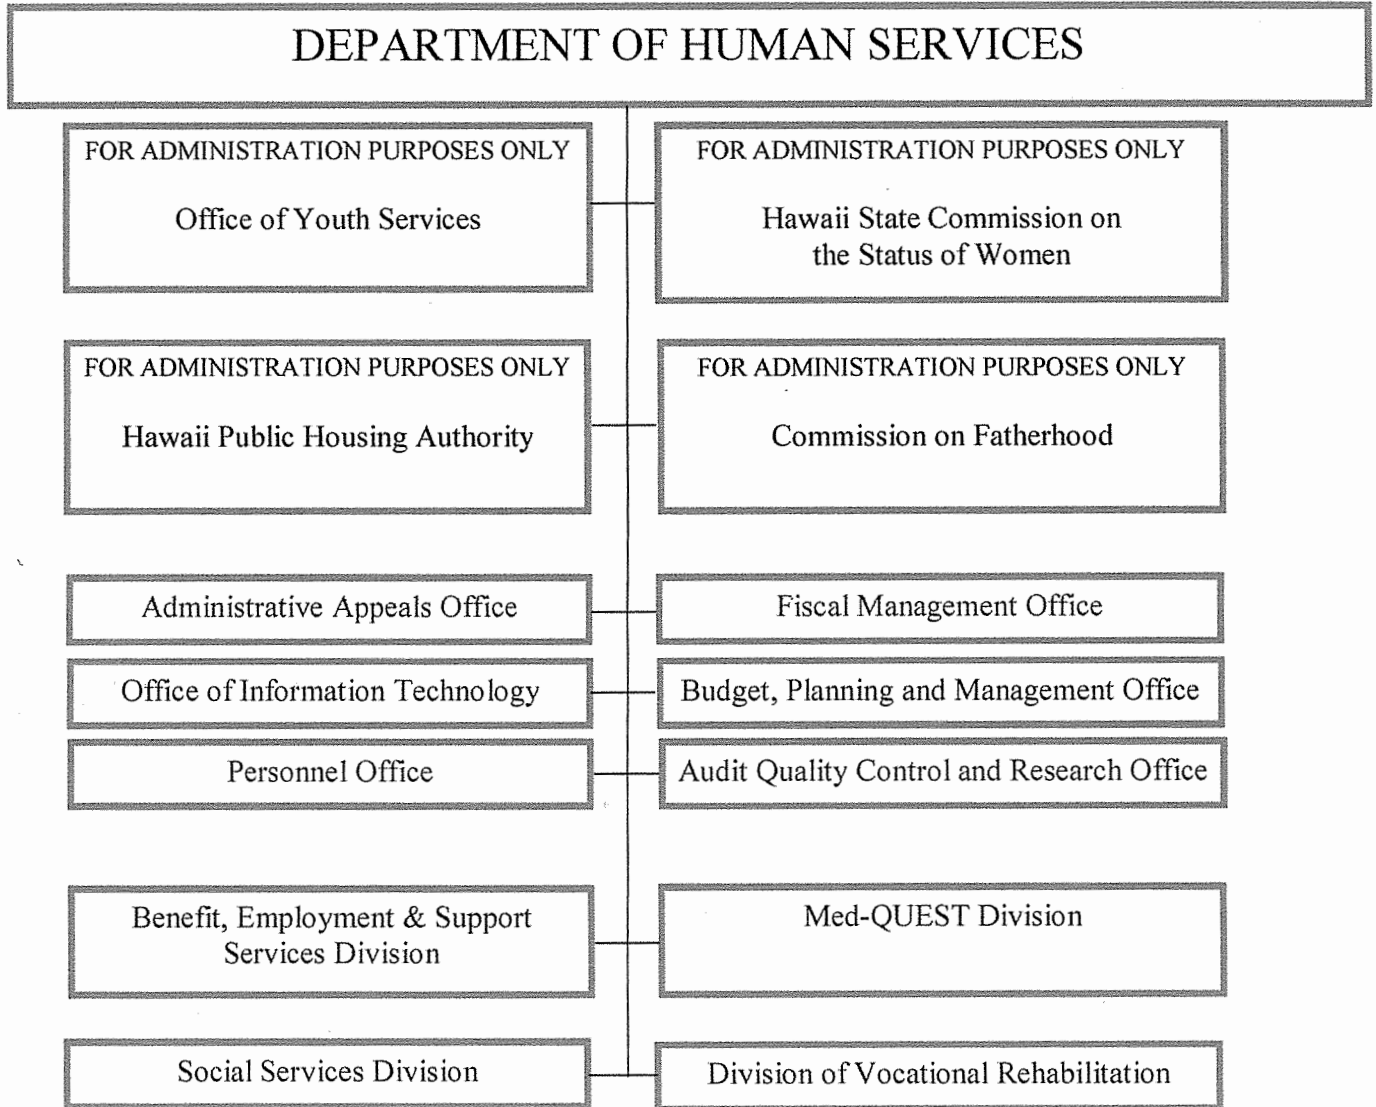 DEPARTMENT OF HUMAN SERVICES
FOR ADMINISTRATION PURPOSES ONLY
Office of Youth Services
FOR ADMINISTRATION PURPOSES ONLY
Hawaii State Commission on
the Status of Women
FOR ADMINISTRATION PURPOSES ONLY
Hawaii Public Housing Authority
FOR ADMINISTRATION PURPOSES ONLY
Commission on Fatherhood
Administrative Appeals Office
Fiscal Management Office
Office of Information Technology
Budget, Planning and Management Office
Personnel Office
Audit Quality Control and Research Office
Benefit, Employment & Support
Services Division
Med-QUEST Division
Social Services Division
Division of Vocational Rehabilitation